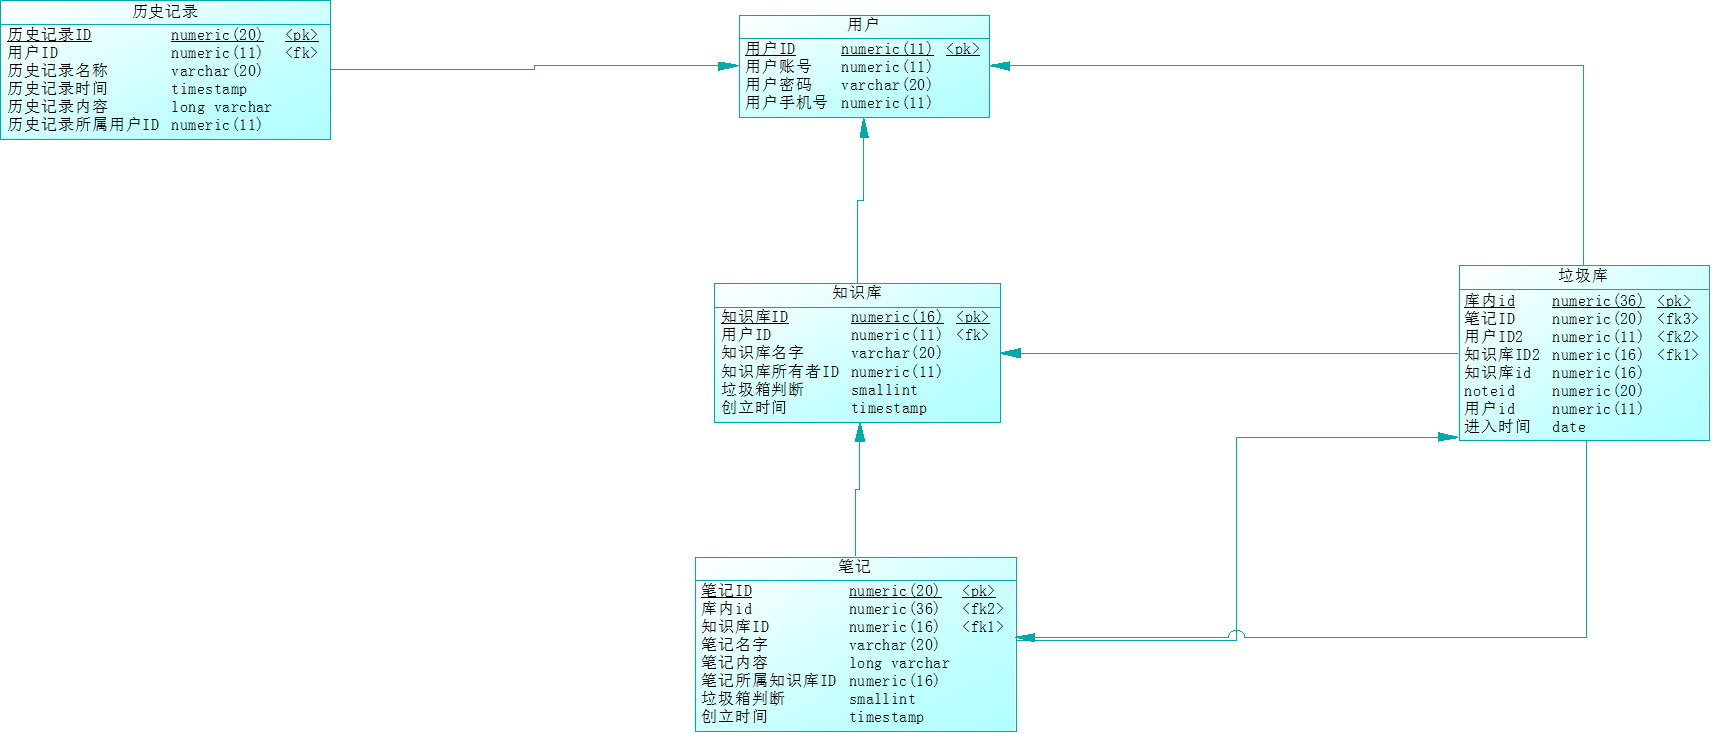 历史记录
历史记录ID numeric(20) <pk>
用户ID numeric(11) <fk>
历史记录名称 varchar(20)
历史记录时间 timestamp
历史记录内容 long varchar
历史记录所属用户ID numeric(11)
用户
用户ID numeric(11) <pk>
用户账号 numeric(11)
用户密码 varchar(20)
用户手机号 numeric(11)
知识库
知识库ID numeric(16) <pk>
用户ID numeric(11) <fk>
知识库名字 varchar(20)
知识库所有者ID numeric(11)
垃圾箱判断 smallint
创立时间 timestamp
垃圾库
库内id numeric(36) <pk>
笔记ID numeric(20) <fk3>
用户ID2 numeric(11) <fk2>
知识库ID2 numeric(16) <fk1>
知识库id numeric(16)
noteid numeric(20)
用户id numeric(11)
进入时间 date
笔记
笔记ID numeric(20) <pk>
库内id numeric(36) <fk2>
知识库ID numeric(16) <fk1>
笔记名字 varchar(20)
笔记内容 long varchar
笔记所属知识库ID numeric(16)
垃圾箱判断 smallint
创立时间 timestamp